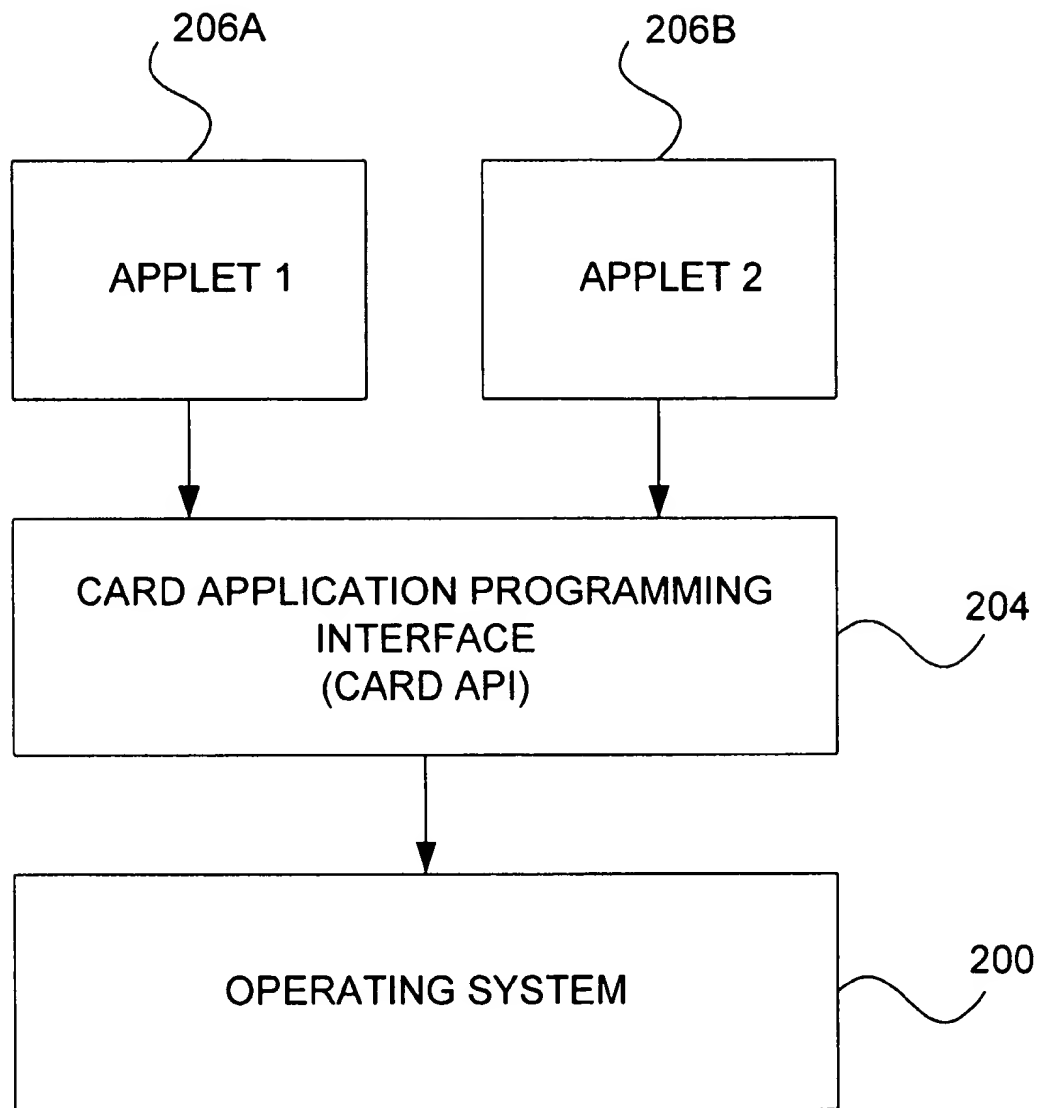 206A
206B
APPLET 1
APPLET 2
CARD APPLICATION PROGRAMMING
INTERFACE
(CARD API)
204
OPERATING SYSTEM
200